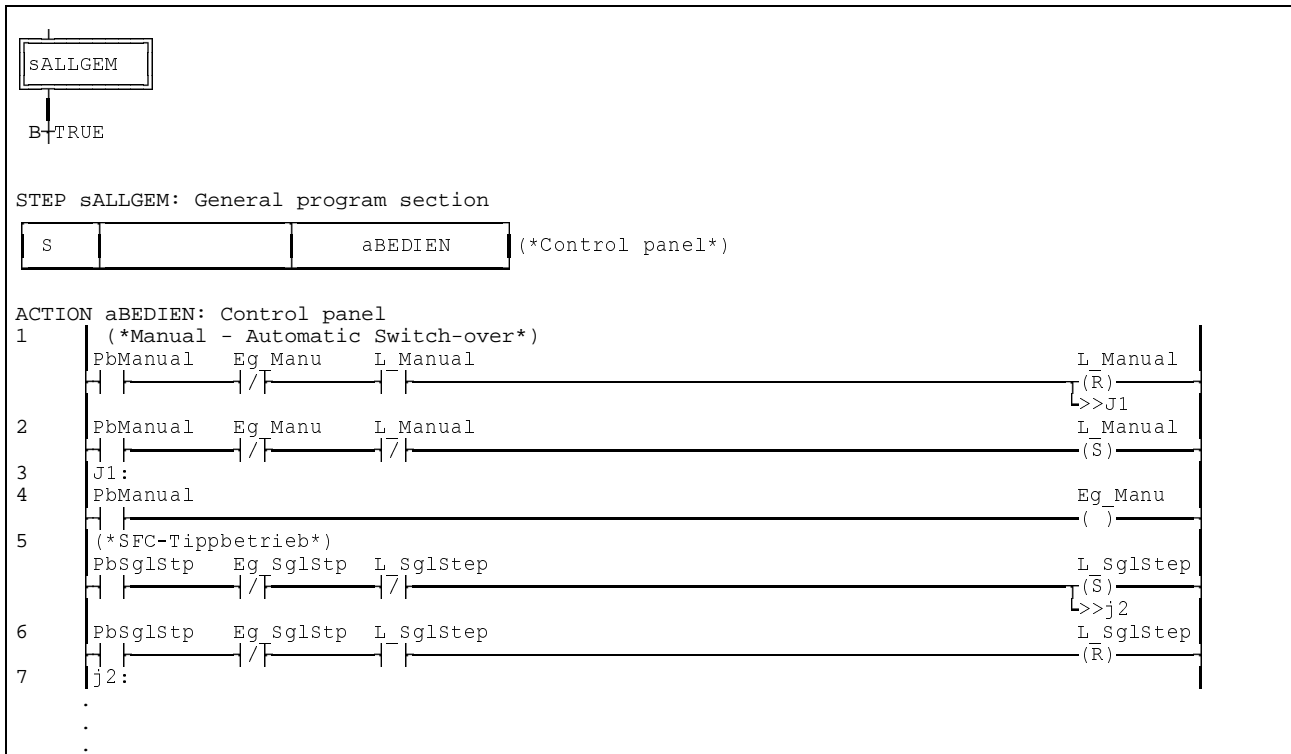 sALLGEM
B TRUE
STEP sALLGEM: General program section
S aBEDIEN (*Control panel*)
ACTION aBEDIEN: Control panel
1 (*Manual - Automatic Switch-over*)
PbManual Eg_Manu L_Manual L_Manual
/ (R)
>>J1
2 PbManual Eg_Manu L_Manual L_Manual
/ / (S)
3 J1:
4 PbManual Eg_Manu
( )
5 (*SFC-Tippbetrieb*)
PbSglStp Eg_SglStp L_SglStep L_SglStep
/ / (S)
>>j2
6 PbSglStp Eg_SglStp L_SglStep L_SglStep
/ (R)
7 j2:
.
.
.